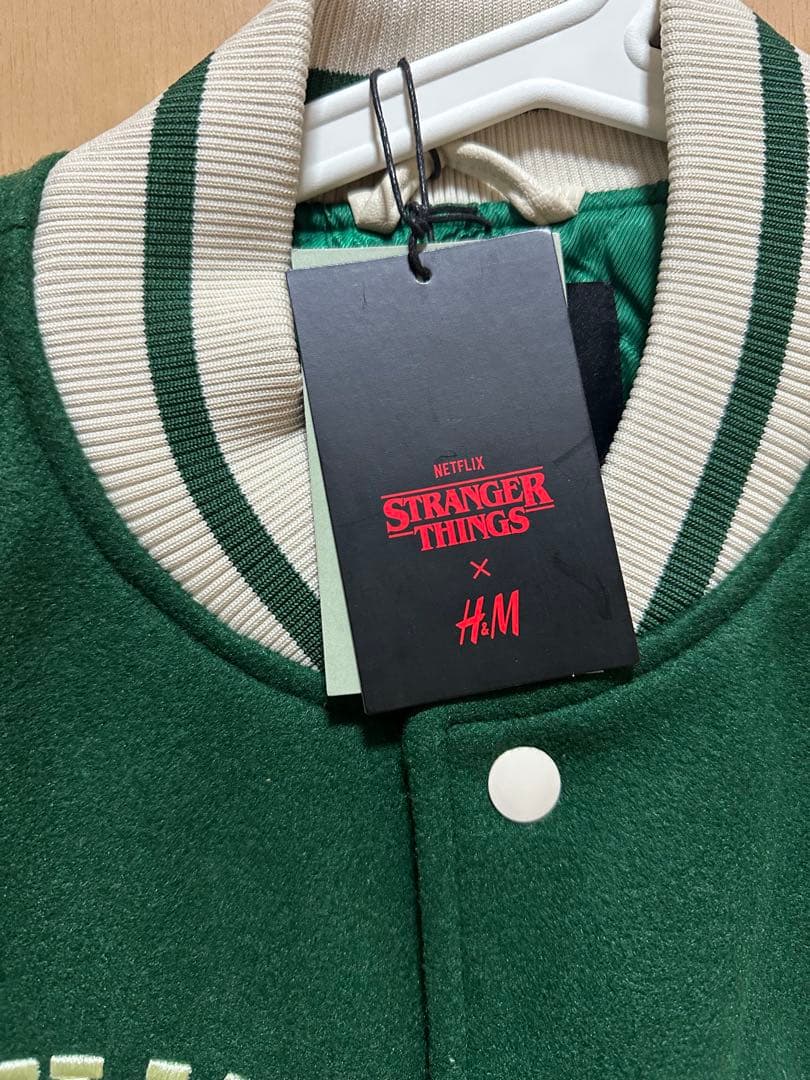 NETFLIX
STRANGER
THINGS
×
H&M